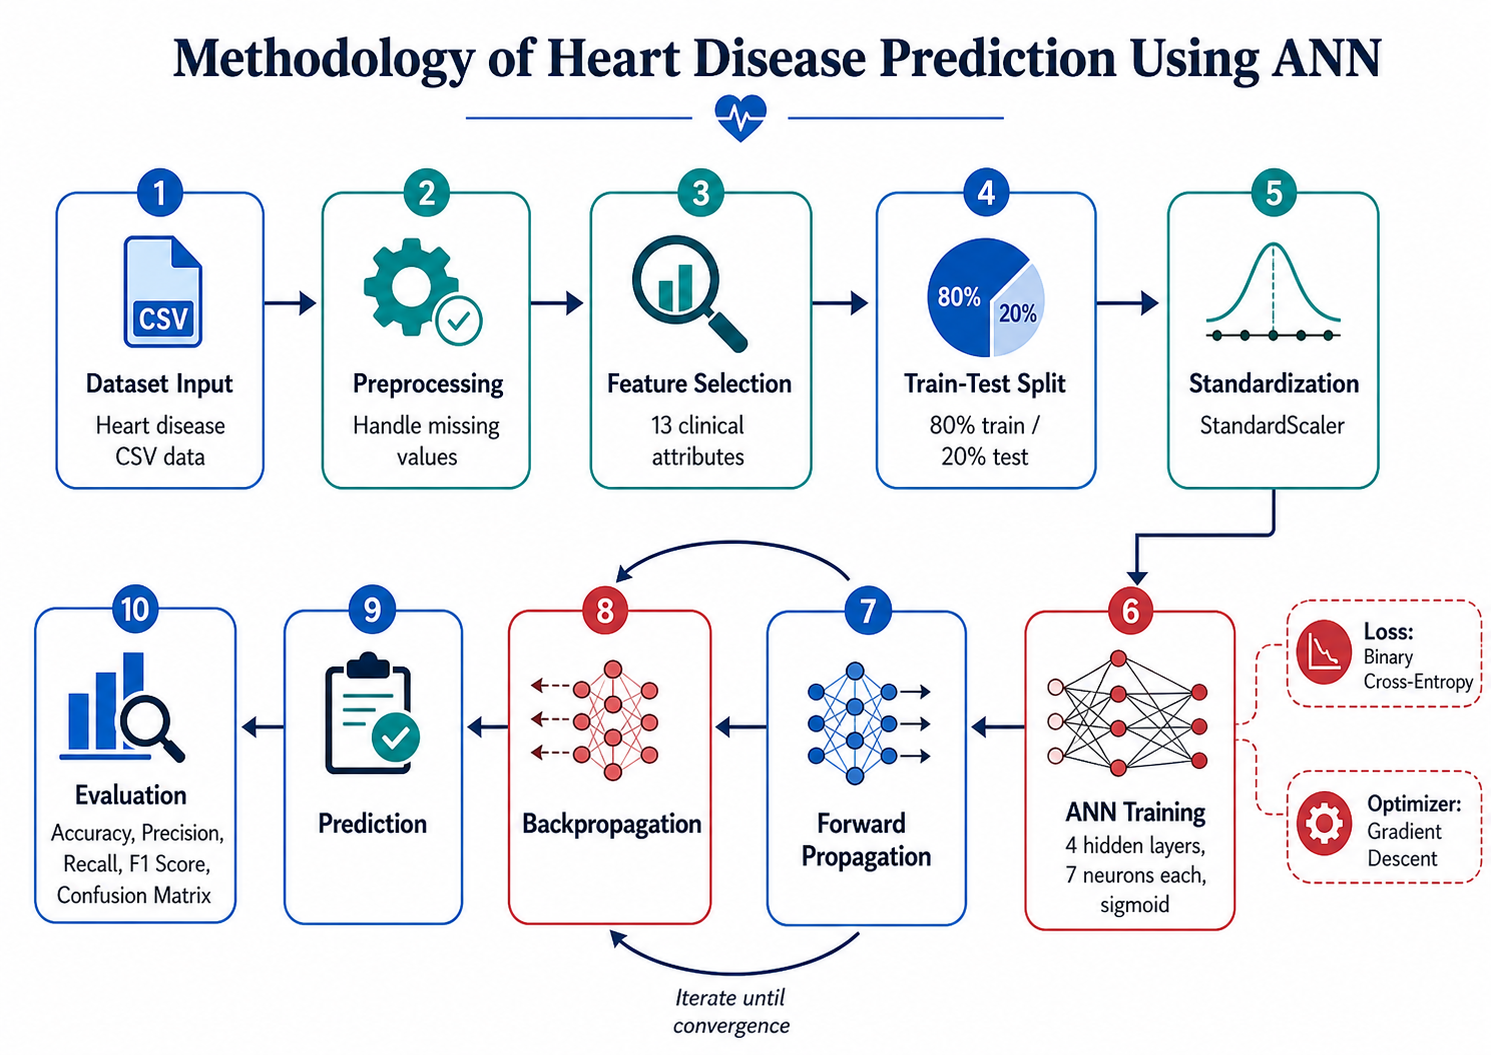 Methodology of Heart Disease Prediction Using ANN
1
CSV
Dataset Input
Heart disease
CSV data
2
Preprocessing
Handle missing
values
3
Feature Selection
13 clinical
attributes
4
80%
20%
Train-Test Split
80% train /
20% test
5
Standardization
StandardScaler
6
ANN Training
4 hidden layers,
7 neurons each,
sigmoid
Loss:
Binary
Cross-Entropy
Optimizer:
Gradient
Descent
7
Forward
Propagation
8
Backpropagation
Iterate until
convergence
9
Prediction
10
Evaluation
Accuracy, Precision,
Recall, F1 Score,
Confusion Matrix